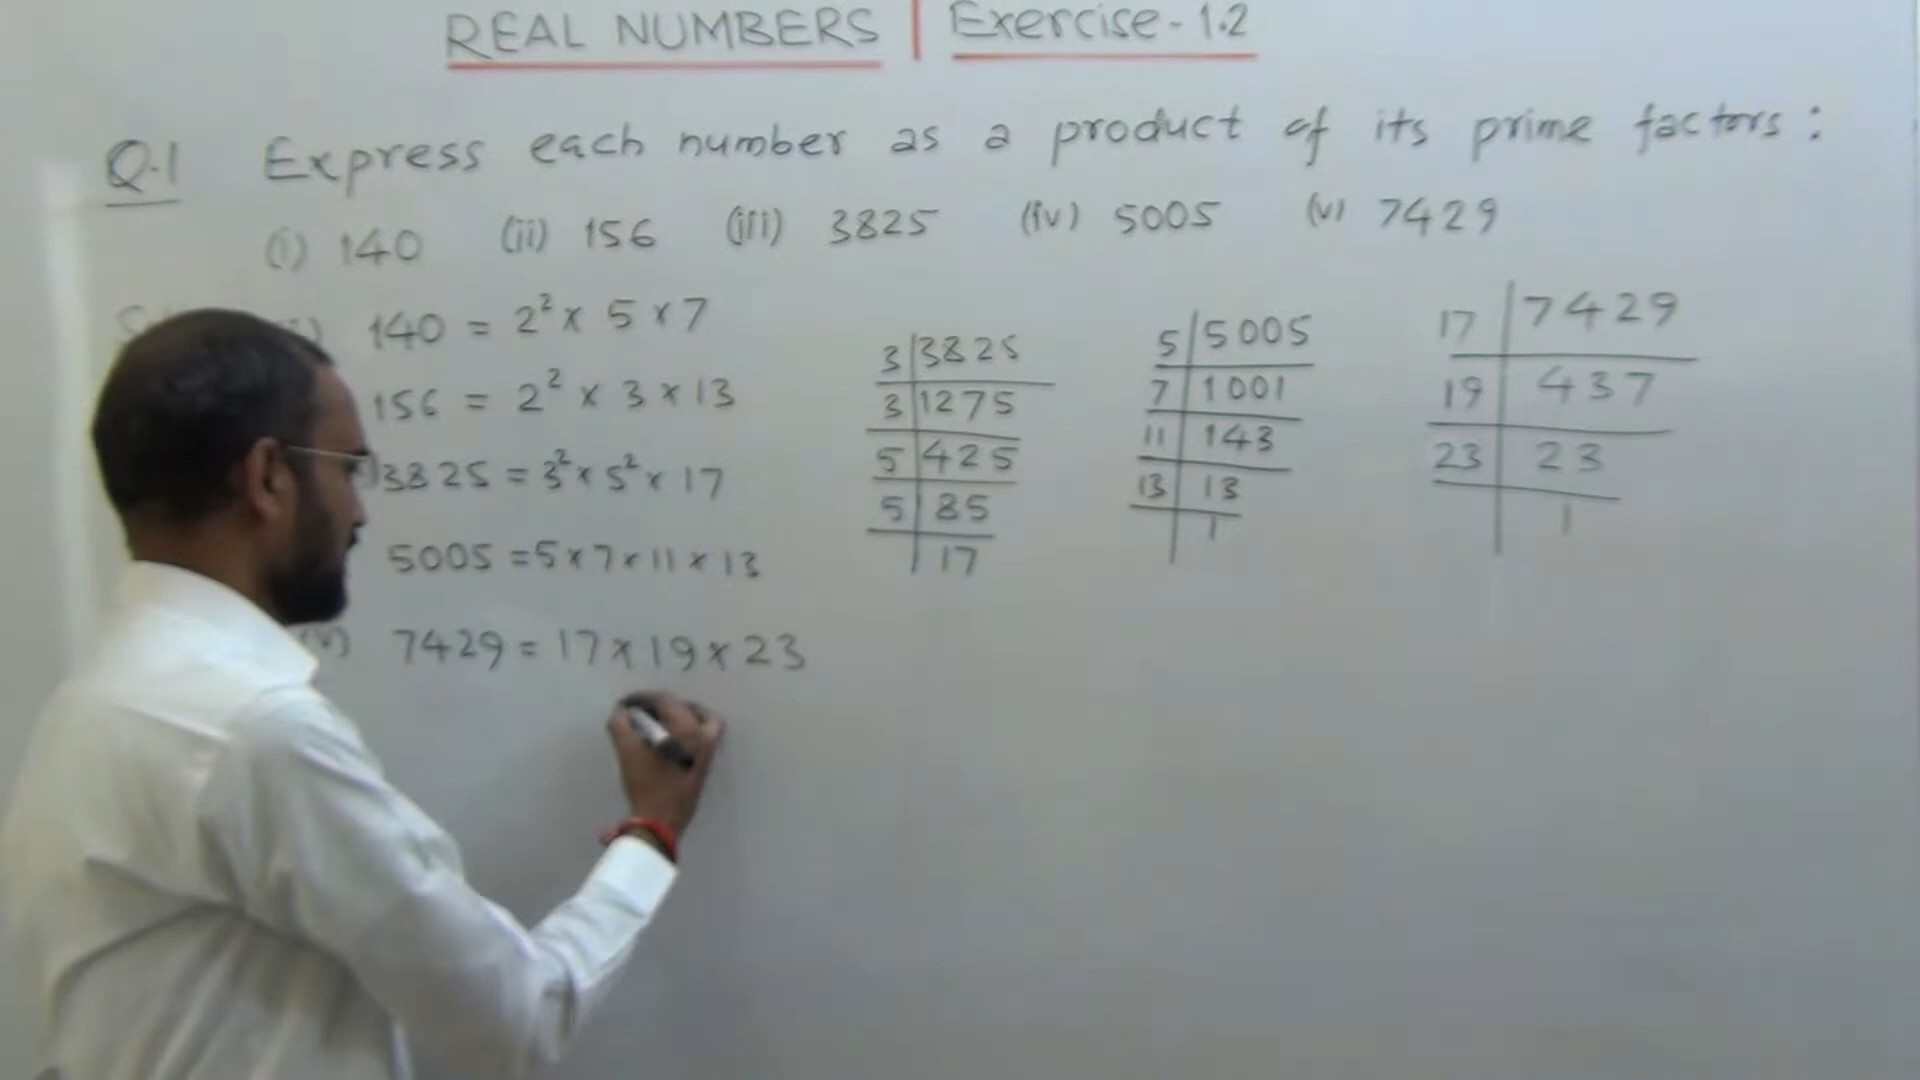 REAL NUMBERS | Exercise - 1.2
Q.1 Express each number as a product of its prime factors :
(i) 140 (ii) 156 (iii) 3825 (iv) 5005 (v) 7429
140 = 2² × 5 × 7
156 = 2² × 3 × 13
3825 = 3² × 5² × 17
5005 = 5 × 7 × 11 × 13
(v) 7429 = 17 × 19 × 23
3 | 3825
3 | 1275
5 | 425
5 | 85
| 17
5 | 5005
7 | 1001
11 | 143
13 | 13
| 1
17 | 7429
19 | 437
23 | 23
| 1